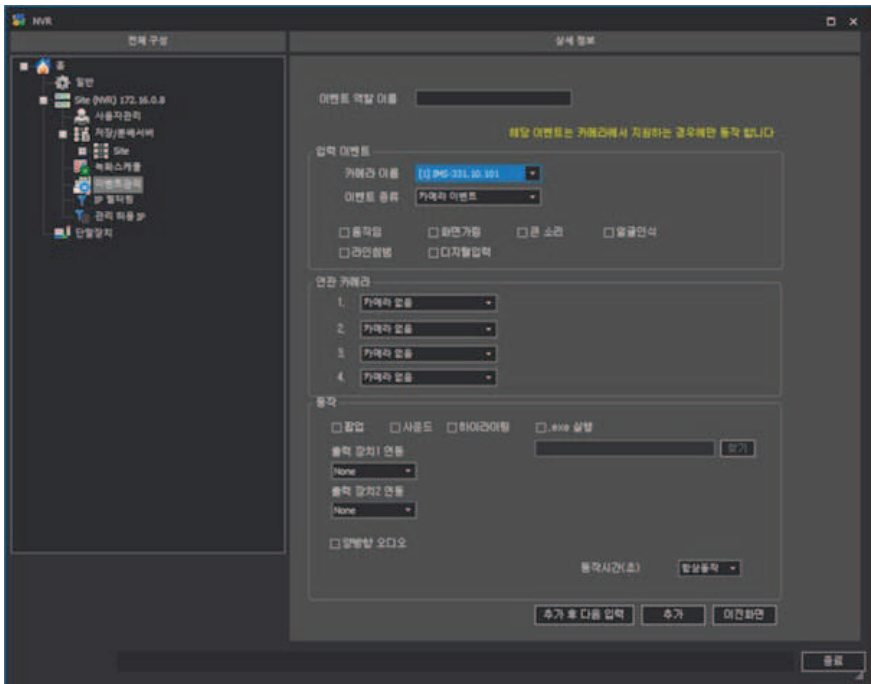 NVR
전체 구성
상세 정보
홈
일반
Site (NVR) 172.16.0.8
사용자관리
저장/분배서버
Site
녹화스케줄
이벤트관리
IP 필터링
관리 허용 IP
단말장치
이벤트 역할 이름
해당 이벤트는 카메라에서 지원하는 경우에만 동작 합니다
입력 이벤트
카메라 이름 [1] IMS-331.10.101
이벤트 종류 카메라 이벤트
움직임 화면가림 큰 소리 얼굴인식
라인침범 디지털입력
연관 카메라
1. 카메라 없음
2. 카메라 없음
3. 카메라 없음
4. 카메라 없음
동작
팝업 사운드 하이라이팅 .exe 실행
출력 장치1 연동 찾기
None
출력 장치2 연동
None
양방향 오디오
동작시간(초) 항상동작
추가 후 다음 입력 추가 이전화면
종료